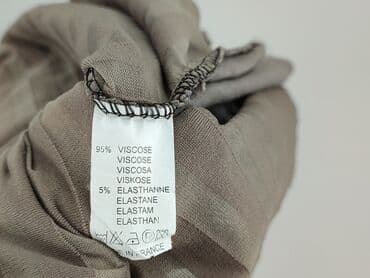 95% VISCOSE
VISCOSE
VISCOSA
VISKOSE
5% ELASTHANNE
ELASTANE
ELASTAM
ELASTHAN
IN FRANCE